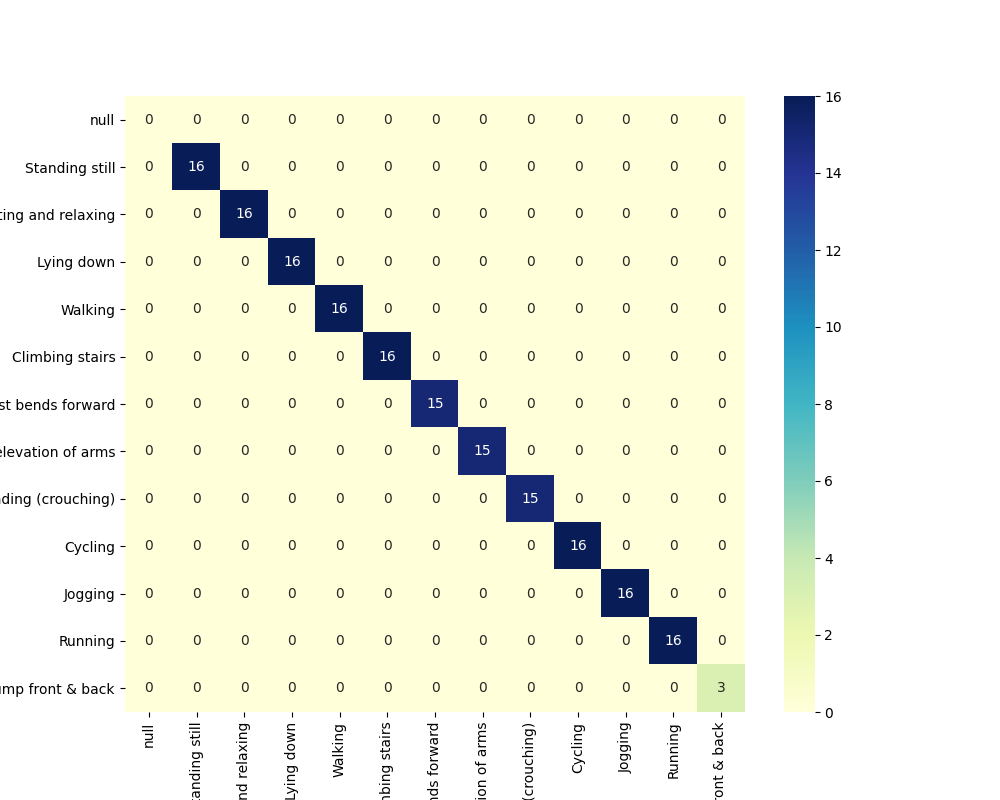 null 0 0 0 0 0 0 0 0 0 0 0 0 0
Standing still 0 16 0 0 0 0 0 0 0 0 0 0 0
ting and relaxing 0 0 16 0 0 0 0 0 0 0 0 0 0
Lying down 0 0 0 16 0 0 0 0 0 0 0 0 0
Walking 0 0 0 0 16 0 0 0 0 0 0 0 0
Climbing stairs 0 0 0 0 0 16 0 0 0 0 0 0 0
st bends forward 0 0 0 0 0 0 15 0 0 0 0 0 0
elevation of arms 0 0 0 0 0 0 0 15 0 0 0 0 0
ding (crouching) 0 0 0 0 0 0 0 0 15 0 0 0 0
Cycling 0 0 0 0 0 0 0 0 0 16 0 0 0
Jogging 0 0 0 0 0 0 0 0 0 0 16 0 0
Running 0 0 0 0 0 0 0 0 0 0 0 16 0
ump front & back 0 0 0 0 0 0 0 0 0 0 0 0 3
null
anding still
nd relaxing
Lying down
Walking
nbing stairs
nds forward
ion of arms
(crouching)
Cycling
Jogging
Running
ront & back
16
14
12
10
8
6
4
2
0